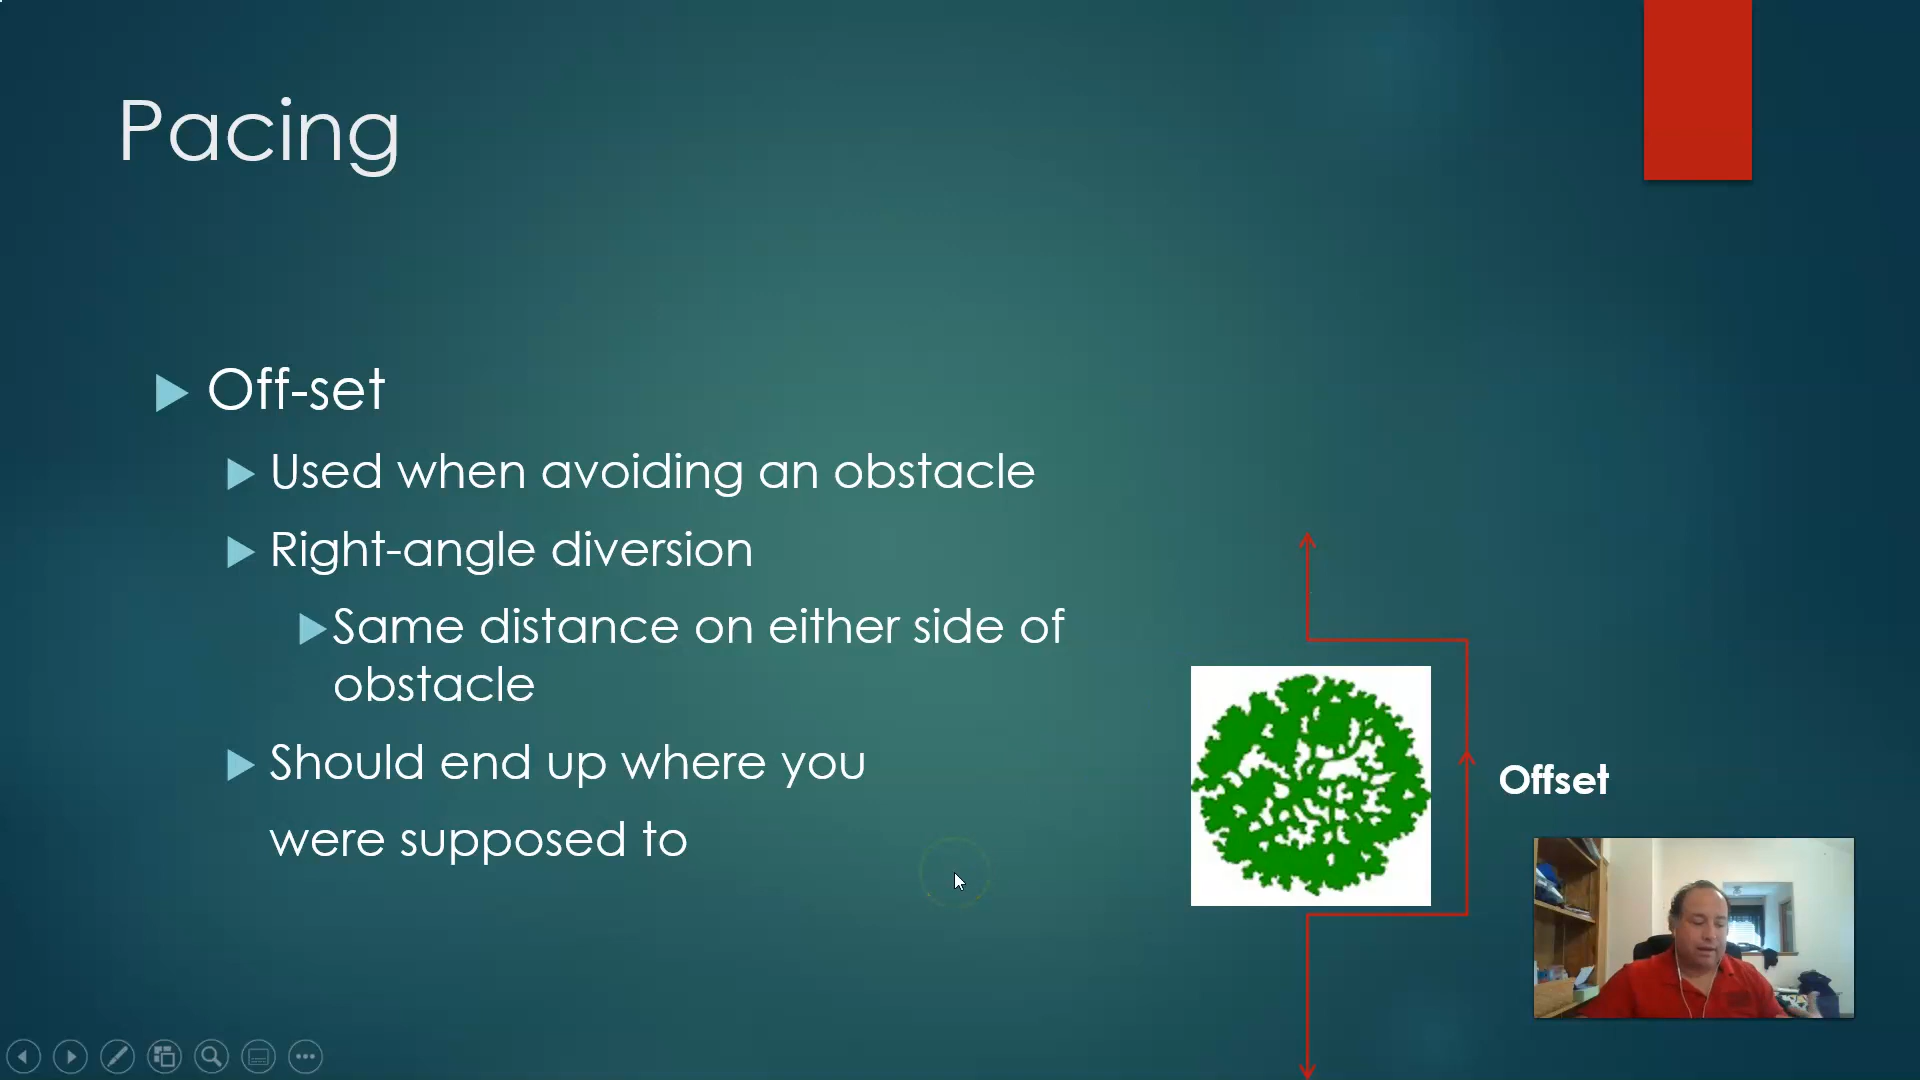 Pacing
Off-set
Used when avoiding an obstacle
Right-angle diversion
Same distance on either side of
obstacle
Should end up where you
were supposed to
Offset